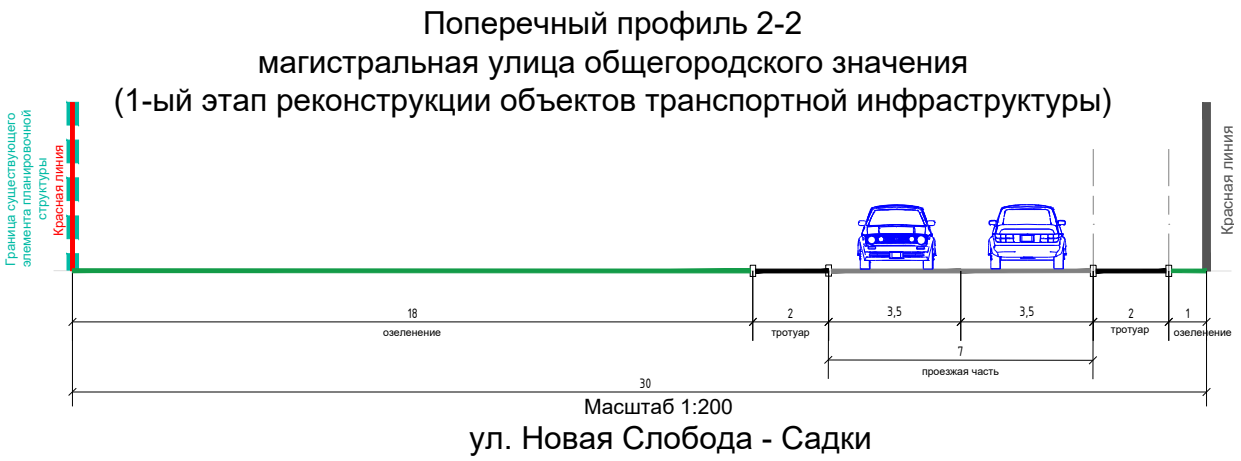 Поперечный профиль 2-2
магистральная улица общегородского значения
(1-ый этап реконструкции объектов транспортной инфраструктуры)
Граница существующего
элемента планировочной
структуры
Красная линия
Красная линия
18
2
3,5
3,5
2
1
озеленение
тротуар
тротуар
озеленение
7
проезжая часть
30
Масштаб 1:200
ул. Новая Слобода - Садки